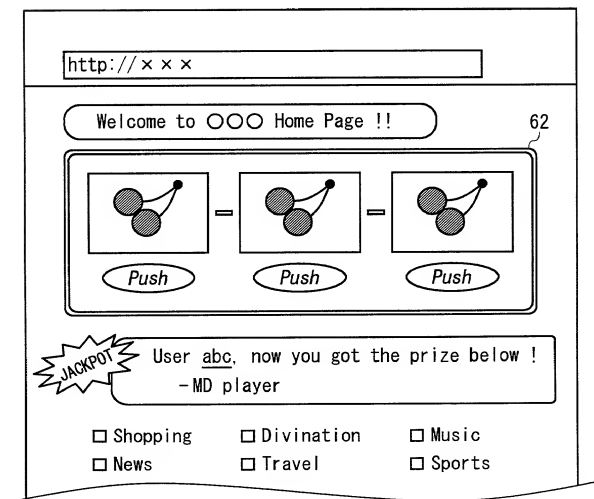 http://×××
Welcome to ○○○ Home Page !!
62
Push Push Push
JACKPOT
User abc, now you got the prize below !
-MD player
□ Shopping □ Divination □ Music
□ News □ Travel □ Sports